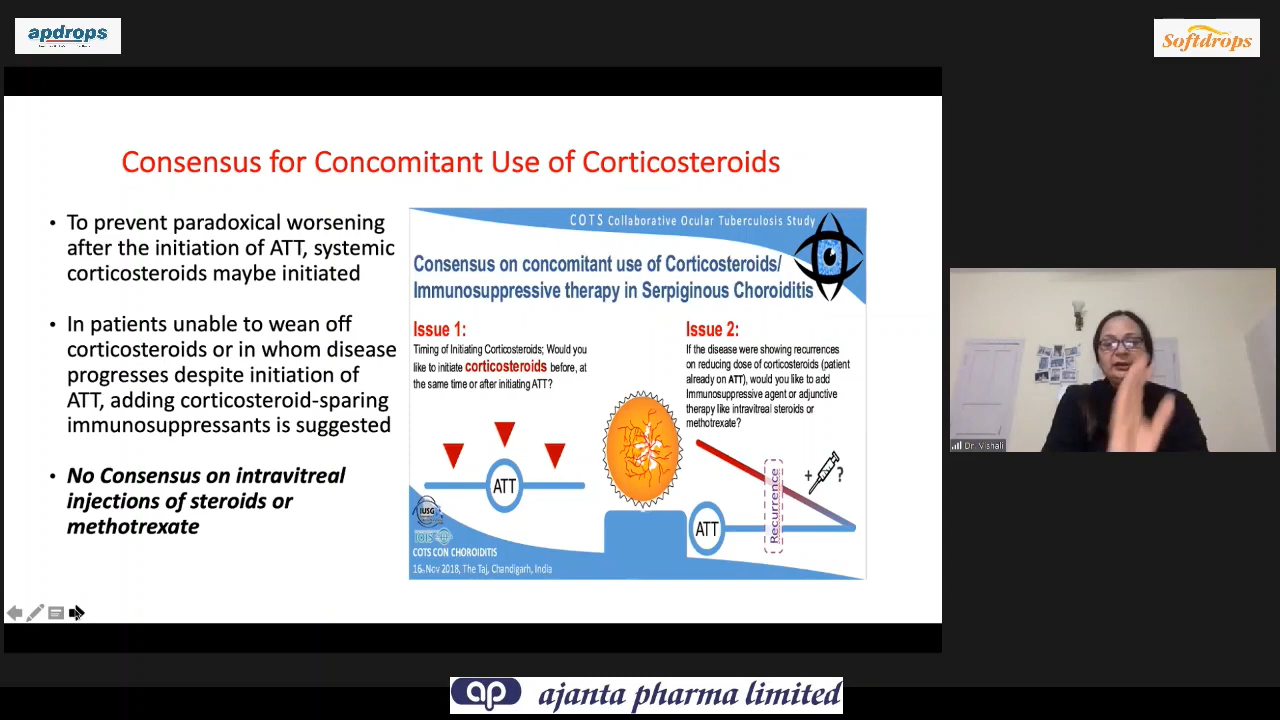 apdrops
Softdrops
Consensus for Concomitant Use of Corticosteroids
• To prevent paradoxical worsening
after the initiation of ATT, systemic
corticosteroids maybe initiated
• In patients unable to wean off
corticosteroids or in whom disease
progresses despite initiation of
ATT, adding corticosteroid-sparing
immunosuppressants is suggested
• No Consensus on intravitreal
injections of steroids or
methotrexate
COTS Collaborative Ocular Tuberculosis Study
Consensus on concomitant use of Corticosteroids/
Immunosuppressive therapy in Serpiginous Choroiditis
Issue 1:
Timing of Initiating Corticosteroids; Would you
like to initiate corticosteroids before, at
the same time or after initiating ATT?
ATT
Issue 2:
If the disease were showing recurrences
on reducing dose of corticosteroids (patient
already on ATT), would you like to add
Immunosuppressive agent or adjunctive
therapy like intravitreal steroids or
methotrexate?
+ ?
Recurrence
ATT
IUSG
IOIS
COTS CON CHOROIDITIS
16th Nov 2018, The Taj, Chandigarh, India
Dr. Vishali
ap ajanta pharma limited